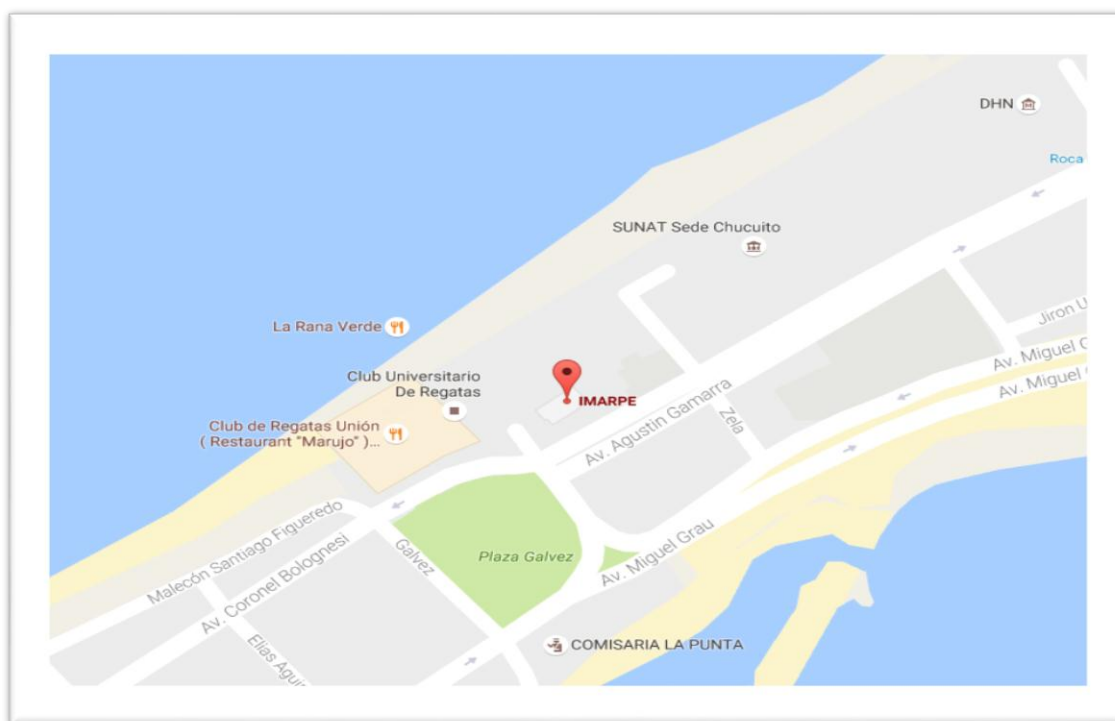 DHN
Roca
SUNAT Sede Chucuito
La Rana Verde
Jiron U
Club Universitario
De Regatas
IMARPE
Av. Miguel G
Av. Miguel
Club de Regatas Unión
( Restaurant "Marujo" )...
Av. Agustin Gamarra
Zela
Malecón Santiago Figueredo
Av. Coronel Bolognesi
Galvez
Plaza Galvez
Av. Miguel Grau
Elias Agui
COMISARIA LA PUNTA